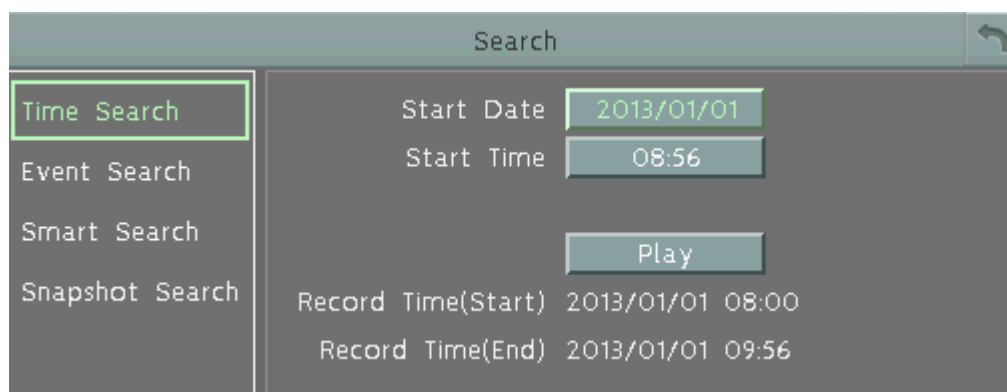 Search
Time Search
Event Search
Smart Search
Snapshot Search
Start Date 2013/01/01
Start Time 08:56
Play
Record Time(Start) 2013/01/01 08:00
Record Time(End) 2013/01/01 09:56